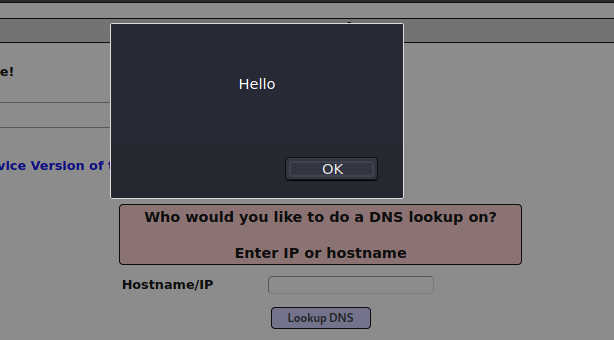 Hello
OK
e!
vice Version of
Who would you like to do a DNS lookup on?
Enter IP or hostname
Hostname/IP
Lookup DNS